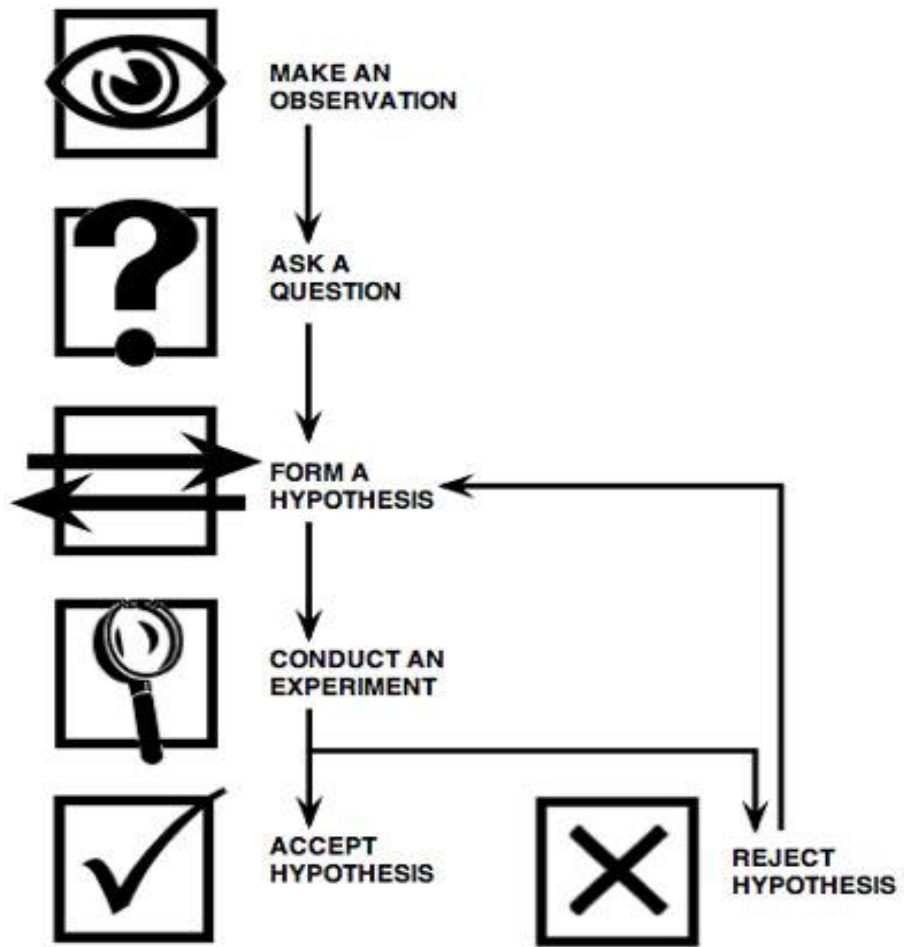 MAKE AN
OBSERVATION
ASK A
QUESTION
FORM A
HYPOTHESIS
CONDUCT AN
EXPERIMENT
ACCEPT
HYPOTHESIS
REJECT
HYPOTHESIS